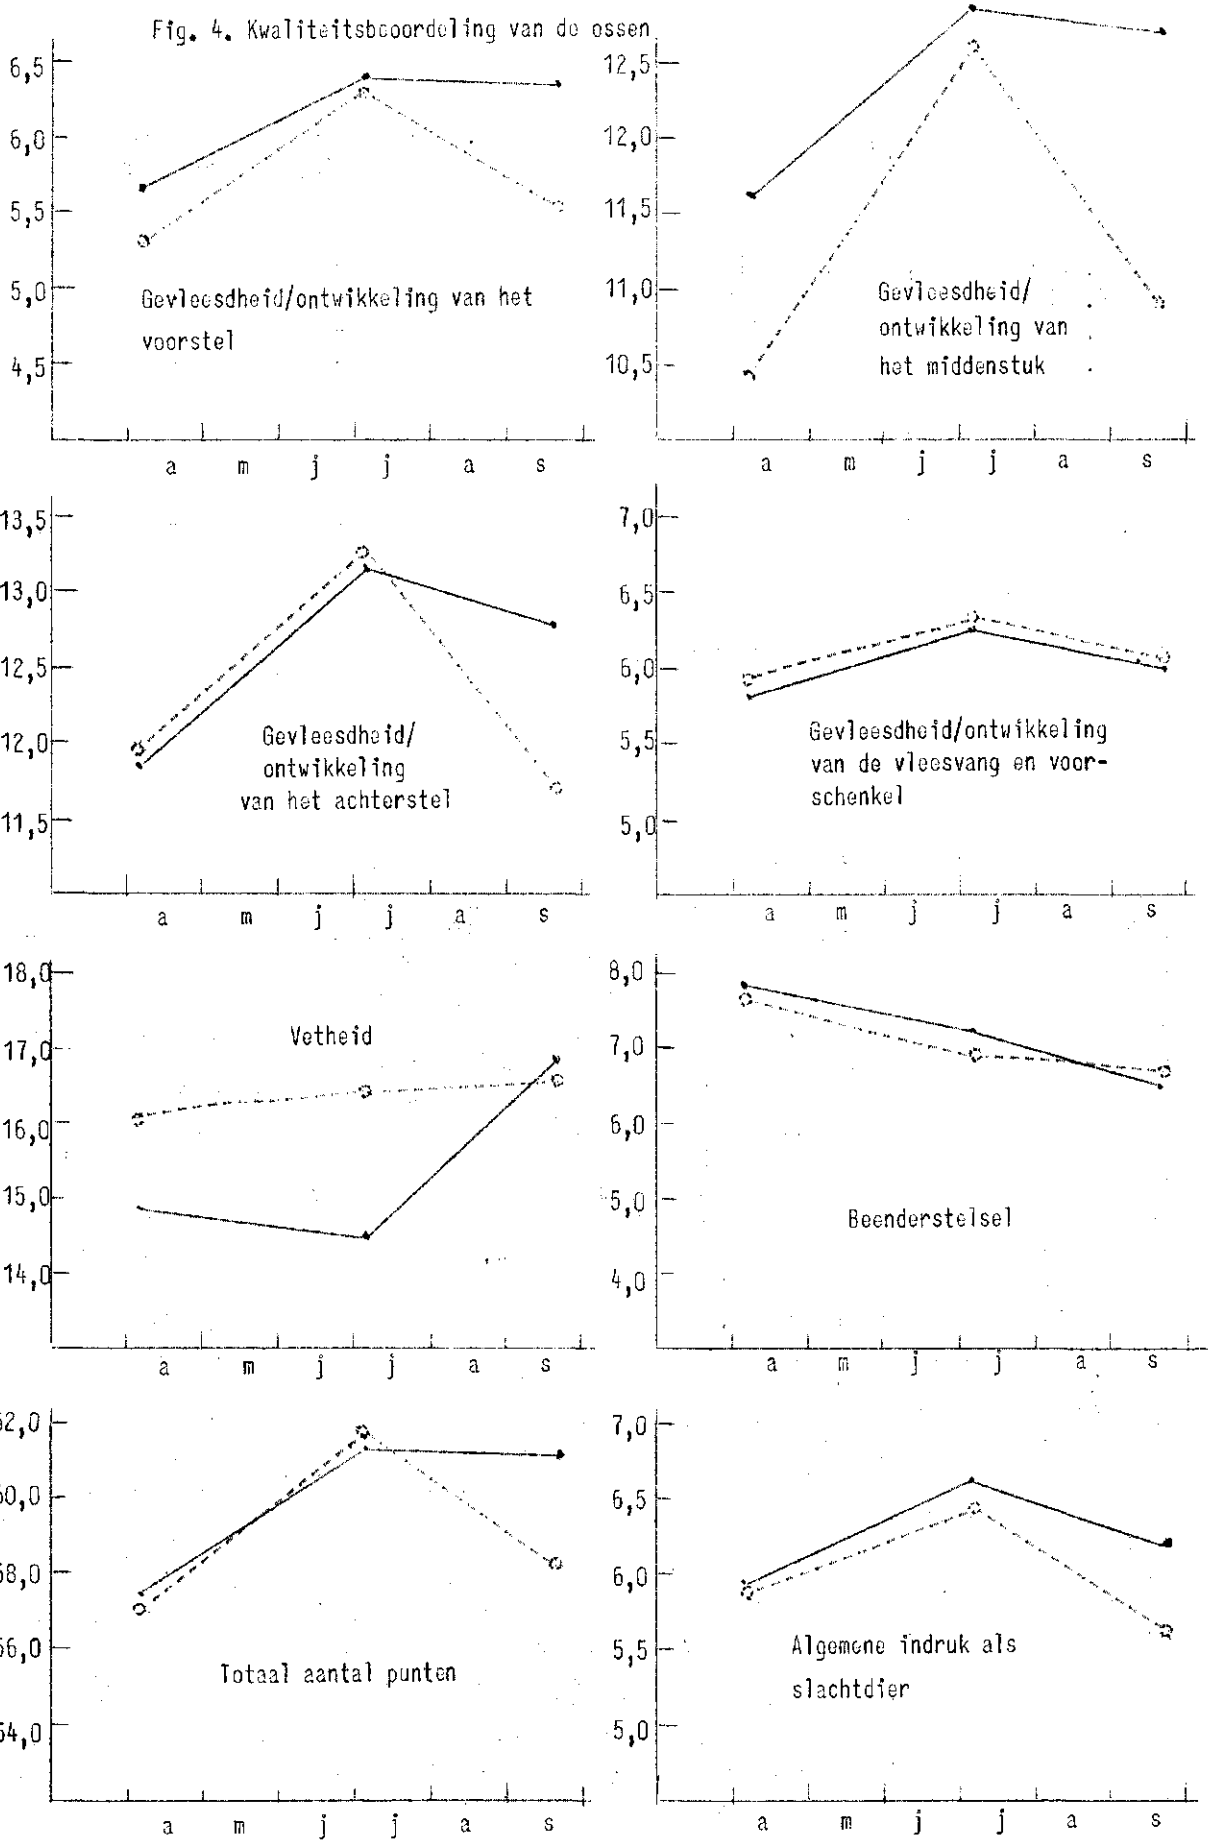 Fig. 4. Kwaliteitsbeoordeling van de ossen
6,5
6,0
5,5
5,0
4,5
Gevleesdheid/ontwikkeling van het
voorstel
a m j j a s
12,5
12,0
11,5
11,0
10,5
Gevleesdheid/
ontwikkeling van
het middenstuk
a m j j a s
13,5
13,0
12,5
12,0
11,5
Gevleesdheid/
ontwikkeling
van het achterstel
a m j j a s
7,0
6,5
6,0
5,5
5,0
Gevleesdheid/ontwikkeling
van de vleesvang en voor-
schenkel
a m j j a s
18,0
17,0
16,0
15,0
14,0
Vetheid
a m j j a s
8,0
7,0
6,0
5,0
4,0
Beenderstelsel
a m j j a s
62,0
60,0
58,0
56,0
54,0
Totaal aantal punten
a m j j a s
7,0
6,5
6,0
5,5
5,0
Algemene indruk als
slachtdier
a m j j a s